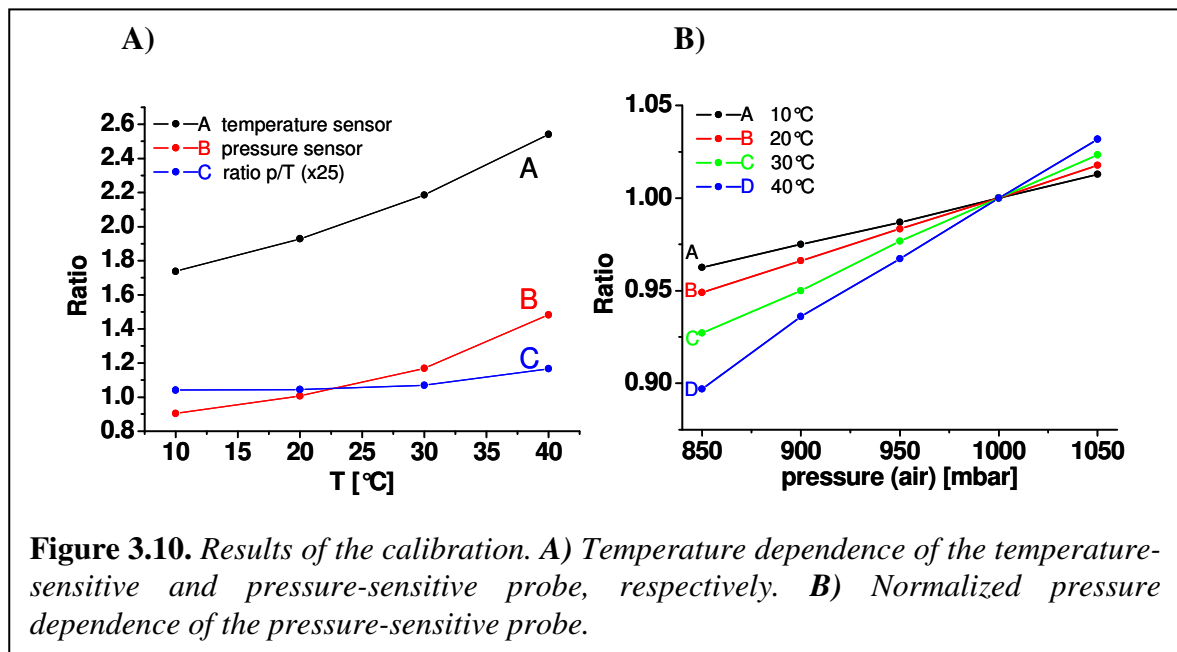 A)
B)
2.6
2.4
2.2
2.0
1.8
1.6
1.4
1.2
1.0
0.8
Ratio
A temperature sensor
B pressure sensor
C ratio p/T (x25)
A
B
C
10 15 20 25 30 35 40
T [°C]
1.05
1.00
0.95
0.90
Ratio
A 10°C
B 20°C
C 30°C
D 40°C
A
B
C
D
850 900 950 1000 1050
pressure (air) [mbar]
Figure 3.10. Results of the calibration. A) Temperature dependence of the temperature-
sensitive and pressure-sensitive probe, respectively. B) Normalized pressure
dependence of the pressure-sensitive probe.